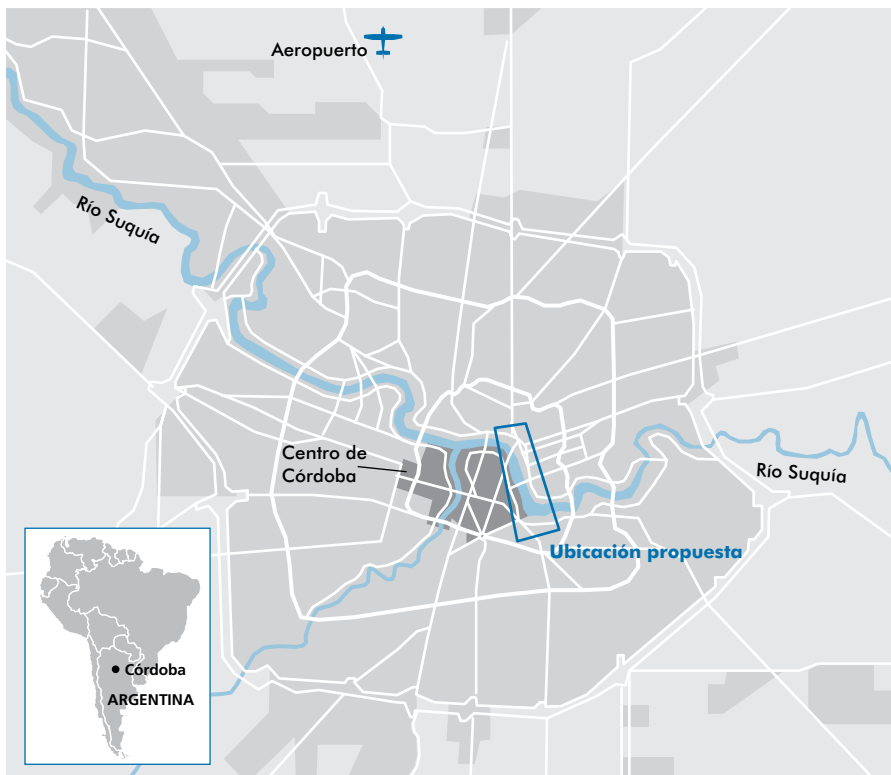 Aeropuerto
Río Suquía
Centro de
Córdoba
Río Suquía
Ubicación propuesta
Córdoba
ARGENTINA